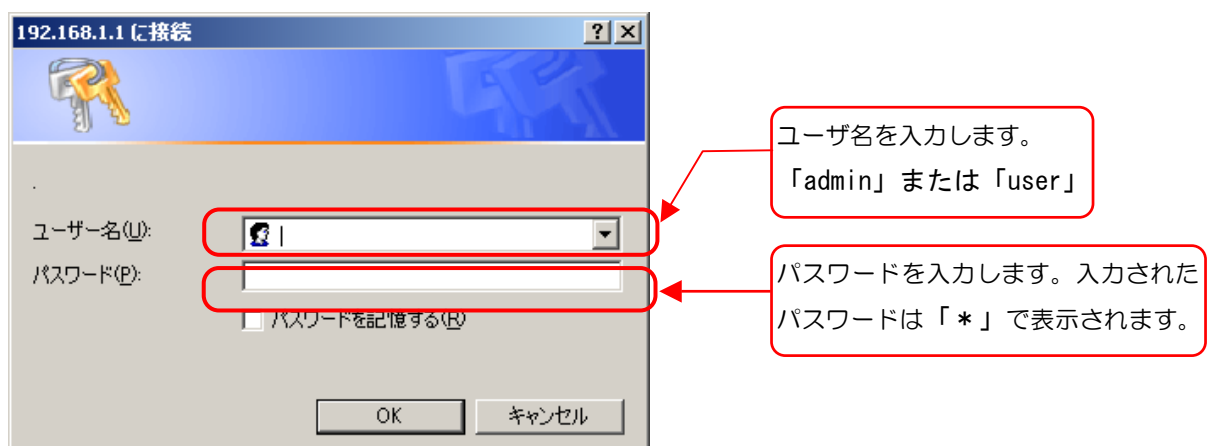 192.168.1.1 に接続
.
ユーザー名(U):
パスワード(P):
パスワードを記憶する(R)
OK
キャンセル
ユーザ名を入力します。
「admin」または「user」
パスワードを入力します。入力された
パスワードは「＊」で表示されます。